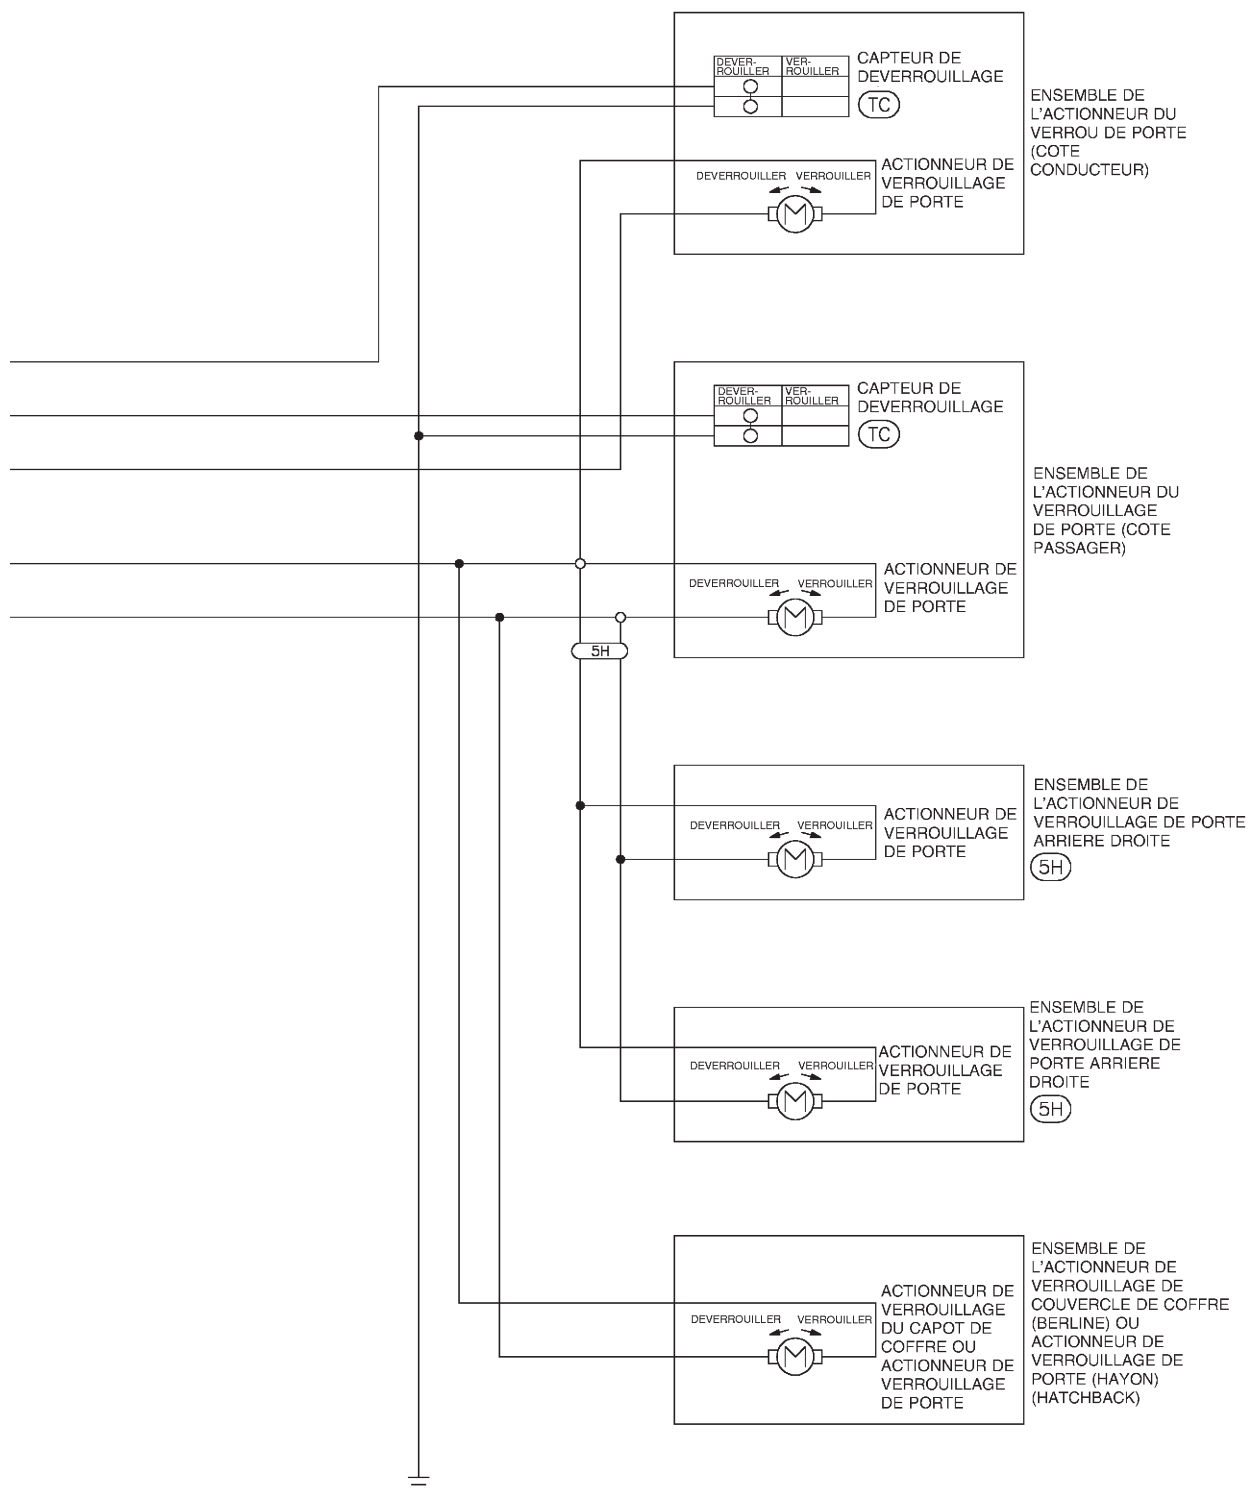 DEVER-
ROUILLER
VER-
ROUILLER
CAPTEUR DE
DEVERROUILLAGE
TC
ENSEMBLE DE
L'ACTIONNEUR DU
VERROU DE PORTE
(COTE
CONDUCTEUR)
DEVERROUILLER
VERROUILLER
M
ACTIONNEUR DE
VERROUILLAGE
DE PORTE
DEVER-
ROUILLER
VER-
ROUILLER
CAPTEUR DE
DEVERROUILLAGE
TC
ENSEMBLE DE
L'ACTIONNEUR DU
VERROUILLAGE
DE PORTE (COTE
PASSAGER)
DEVERROUILLER
VERROUILLER
M
ACTIONNEUR DE
VERROUILLAGE
DE PORTE
5H
DEVERROUILLER
VERROUILLER
M
ACTIONNEUR DE
VERROUILLAGE
DE PORTE
ENSEMBLE DE
L'ACTIONNEUR DE
VERROUILLAGE DE PORTE
ARRIERE DROITE
5H
DEVERROUILLER
VERROUILLER
M
ACTIONNEUR DE
VERROUILLAGE
DE PORTE
ENSEMBLE DE
L'ACTIONNEUR DE
VERROUILLAGE DE
PORTE ARRIERE
DROITE
5H
DEVERROUILLER
VERROUILLER
M
ACTIONNEUR DE
VERROUILLAGE
DU CAPOT DE
COFFRE OU
ACTIONNEUR DE
VERROUILLAGE
DE PORTE
ENSEMBLE DE
L'ACTIONNEUR DE
VERROUILLAGE DE
COUVERCLE DE COFFRE
(BERLINE) OU
ACTIONNEUR DE
VERROUILLAGE DE
PORTE (HAYON)
(HATCHBACK)